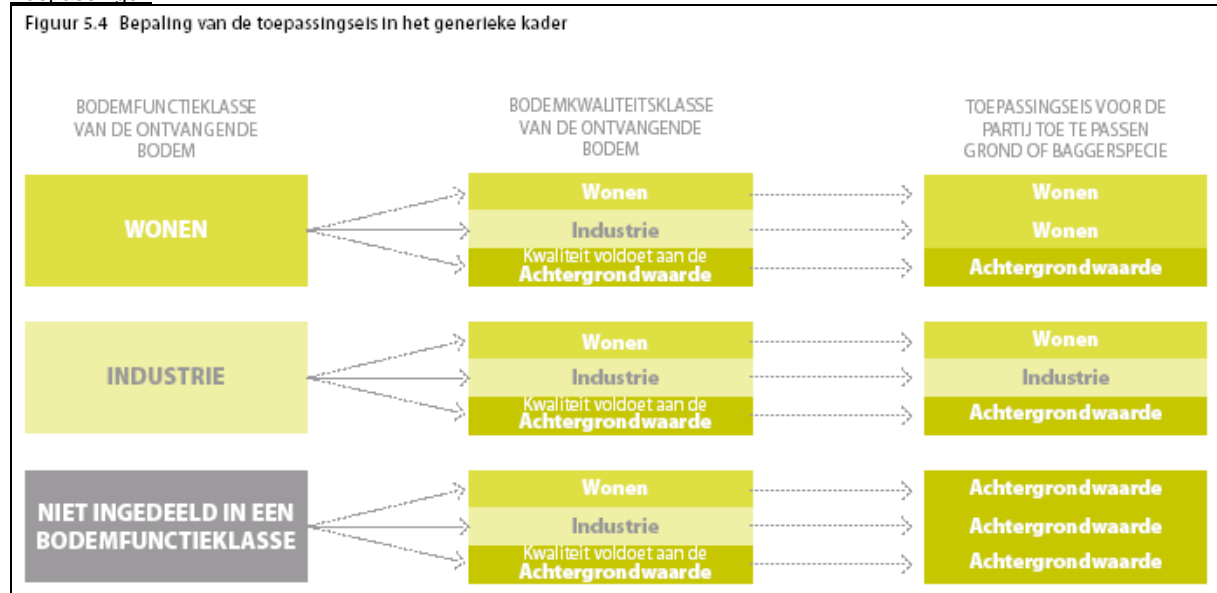 Figuur 5.4 Bepaling van de toepassingseis in het generieke kader
BODEMFUNCTIEKLASSE
VAN DE ONTVANGENDE
BODEM
BODEMKWALITEITSKLASSE
VAN DE ONTVANGENDE
BODEM
TOEPASSINGSEIS VOOR DE
PARTIJ TOE TE PASSEN
GROND OF BAGGERSPECIE
WONEN
Wonen
Industrie
Kwaliteit voldoet aan de
Achtergrondwaarde
Wonen
Wonen
Achtergrondwaarde
INDUSTRIE
Wonen
Industrie
Kwaliteit voldoet aan de
Achtergrondwaarde
Wonen
Industrie
Achtergrondwaarde
NIET INGEDEELD IN EEN
BODEMFUNCTIEKLASSE
Wonen
Industrie
Kwaliteit voldoet aan de
Achtergrondwaarde
Achtergrondwaarde
Achtergrondwaarde
Achtergrondwaarde